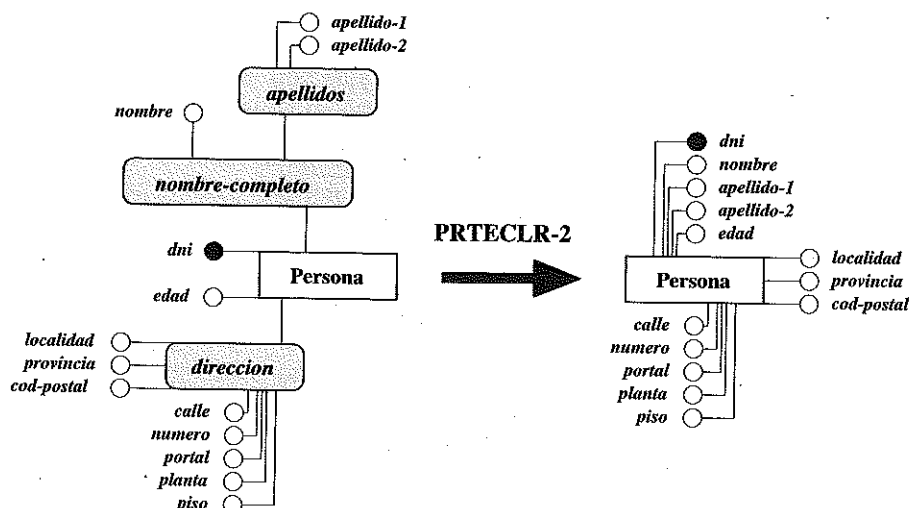 apellido-1
apellido-2
apellidos
nombre
nombre-completo
dni
Persona
edad
localidad
provincia
cod-postal
direccion
calle
numero
portal
planta
piso
PRTECLR-2
dni
nombre
apellido-1
apellido-2
edad
Persona
localidad
provincia
cod-postal
calle
numero
portal
planta
piso